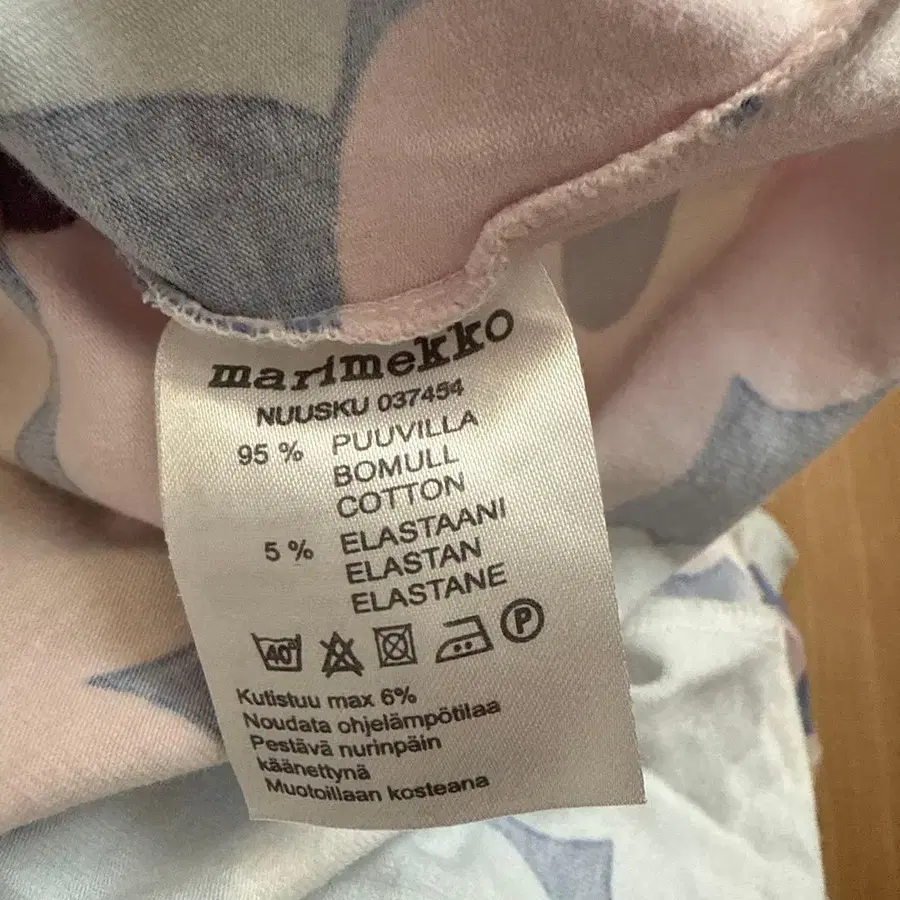 marimekko
NUUSKU 037454
95 % PUUVILLA
BOMULL
COTTON
5 % ELASTAANI
ELASTAN
ELASTANE
40° P
Kutistuu max 6%
Noudata ohjelämpötilaa
Pestävä nurinpäin
käännettynä
Muotoillaan kosteana